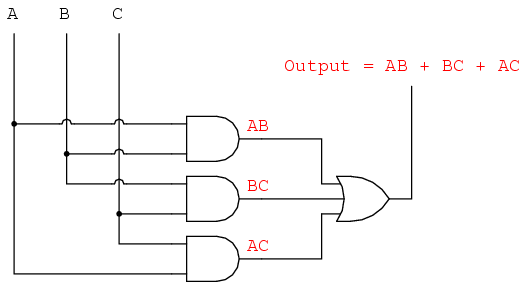 A B C
Output = AB + BC + AC
AB
BC
AC